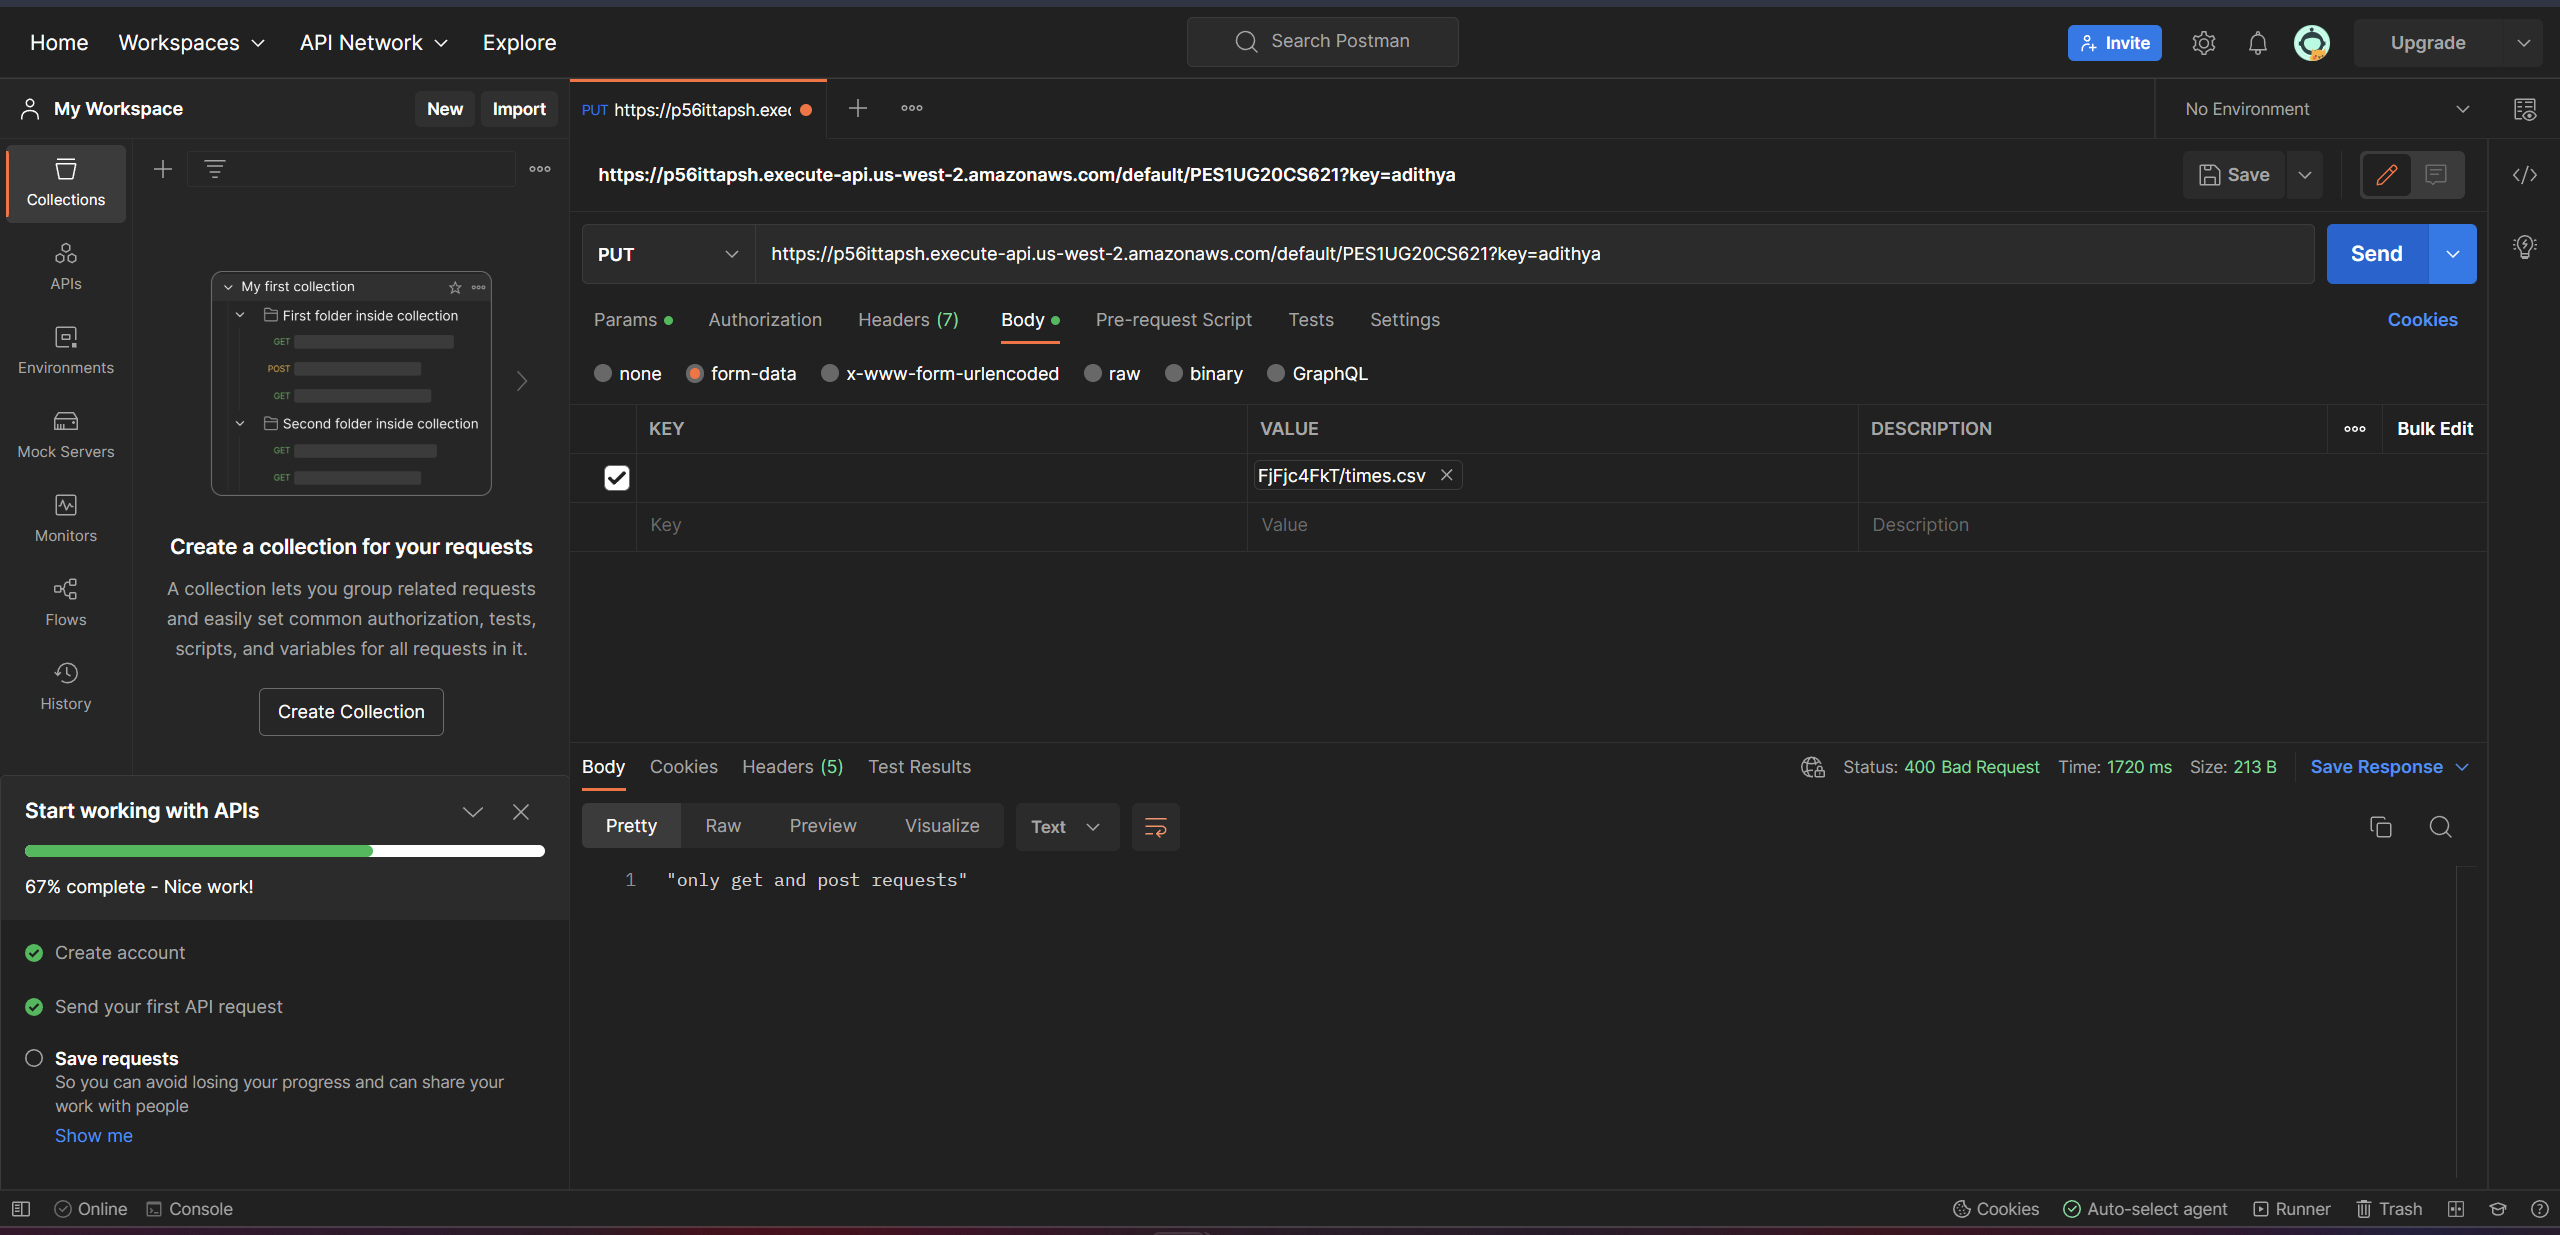 Home Workspaces API Network Explore Search Postman Invite Upgrade
My Workspace New Import PUT https://p56ittapsh.exec No Environment
https://p56ittapsh.execute-api.us-west-2.amazonaws.com/default/PES1UG20CS621?key=adithya Save
PUT https://p56ittapsh.execute-api.us-west-2.amazonaws.com/default/PES1UG20CS621?key=adithya Send
Params Authorization Headers (7) Body Pre-request Script Tests Settings Cookies
none form-data x-www-form-urlencoded raw binary GraphQL
KEY VALUE DESCRIPTION Bulk Edit
FjFjc4FkT/times.csv
Key Value Description
Collections
APIs
Environments
Mock Servers
Monitors
Flows
History
My first collection
First folder inside collection
GET
POST
GET
Second folder inside collection
GET
GET
Create a collection for your requests
A collection lets you group related requests
and easily set common authorization, tests,
scripts, and variables for all requests in it.
Create Collection
Start working with APIs
67% complete - Nice work!
Create account
Send your first API request
Save requests
So you can avoid losing your progress and can share your
work with people
Show me
Body Cookies Headers (5) Test Results Status: 400 Bad Request Time: 1720 ms Size: 213 B Save Response
Pretty Raw Preview Visualize Text
1 "only get and post requests"
Online Console Cookies Auto-select agent Runner Trash